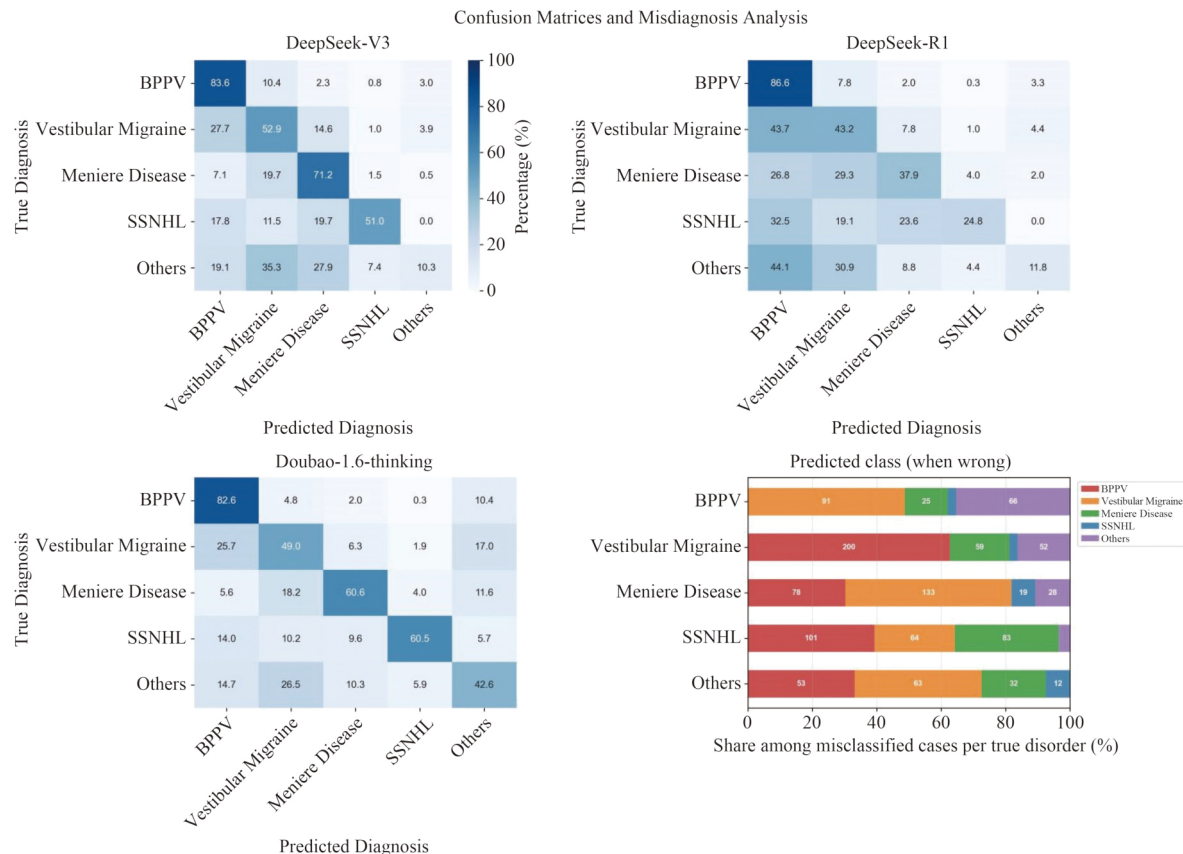 Confusion Matrices and Misdiagnosis Analysis
DeepSeek-V3
True Diagnosis
BPPV 83.6 10.4 2.3 0.8 3.0
Vestibular Migraine 27.7 52.9 14.6 1.0 3.9
Meniere Disease 7.1 19.7 71.2 1.5 0.5
SSNHL 17.8 11.5 19.7 51.0 0.0
Others 19.1 35.3 27.9 7.4 10.3
BPPV Vestibular Migraine Meniere Disease SSNHL Others
Predicted Diagnosis
100
80
60
40
20
0
Percentage (%)
DeepSeek-R1
True Diagnosis
BPPV 86.6 7.8 2.0 0.3 3.3
Vestibular Migraine 43.7 43.2 7.8 1.0 4.4
Meniere Disease 26.8 29.3 37.9 4.0 2.0
SSNHL 32.5 19.1 23.6 24.8 0.0
Others 44.1 30.9 8.8 4.4 11.8
BPPV Vestibular Migraine Meniere Disease SSNHL Others
Predicted Diagnosis
Doubao-1.6-thinking
True Diagnosis
BPPV 82.6 4.8 2.0 0.3 10.4
Vestibular Migraine 25.7 49.0 6.3 1.9 17.0
Meniere Disease 5.6 18.2 60.6 4.0 11.6
SSNHL 14.0 10.2 9.6 60.5 5.7
Others 14.7 26.5 10.3 5.9 42.6
BPPV Vestibular Migraine Meniere Disease SSNHL Others
Predicted Diagnosis
Predicted class (when wrong)
BPPV 91 25 66
Vestibular Migraine 200 59 52
Meniere Disease 78 133 19 28
SSNHL 101 64 83
Others 53 63 32 12
0 20 40 60 80 100
Share among misclassified cases per true disorder (%)
BPPV
Vestibular Migraine
Meniere Disease
SSNHL
Others